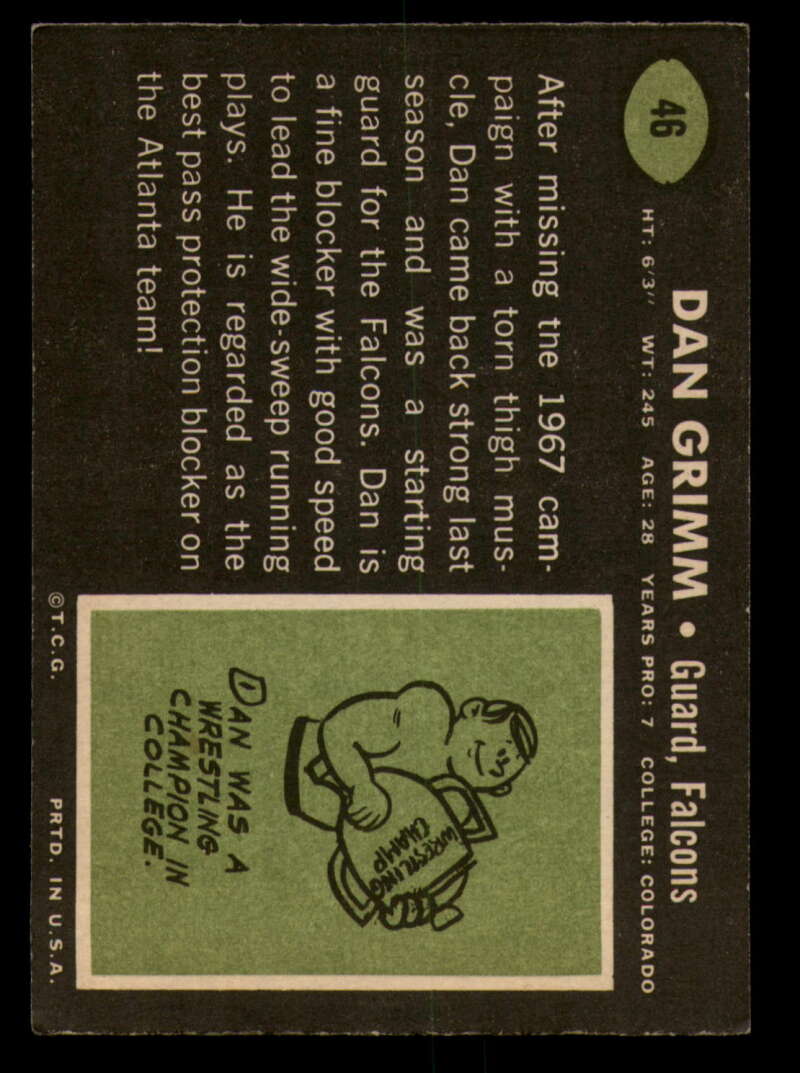 46
DAN GRIMM • Guard, Falcons
HT: 6'3" WT: 245 AGE: 28 YEARS PRO: 7 COLLEGE: COLORADO
After missing the 1967 cam-
paign with a torn thigh mus-
cle, Dan came back strong last
season and was a starting
guard for the Falcons. Dan is
a fine blocker with good speed
to lead the wide-sweep running
plays. He is regarded as the
best pass protection blocker on
the Atlanta team!
WRESTLING
CHAMP
DAN WAS A
WRESTLING
CHAMPION IN
COLLEGE.
©T.C.G. PRTD. IN U.S.A.